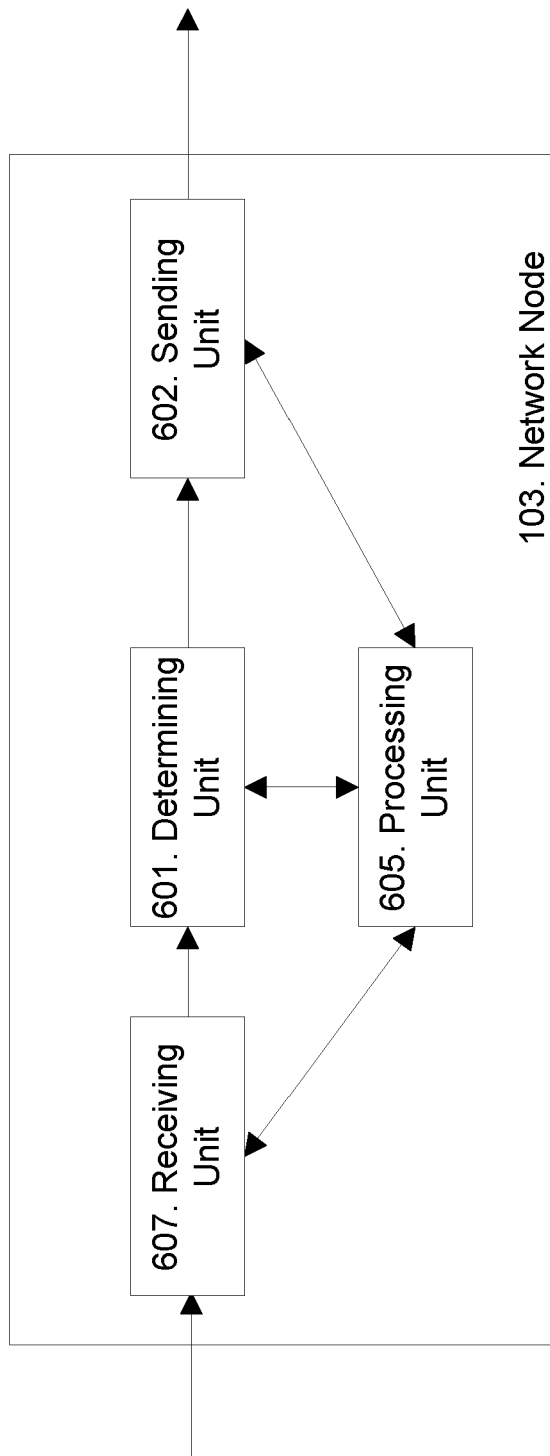 607. Receiving
Unit
601. Determining
Unit
602. Sending
Unit
605. Processing
Unit
103. Network Node